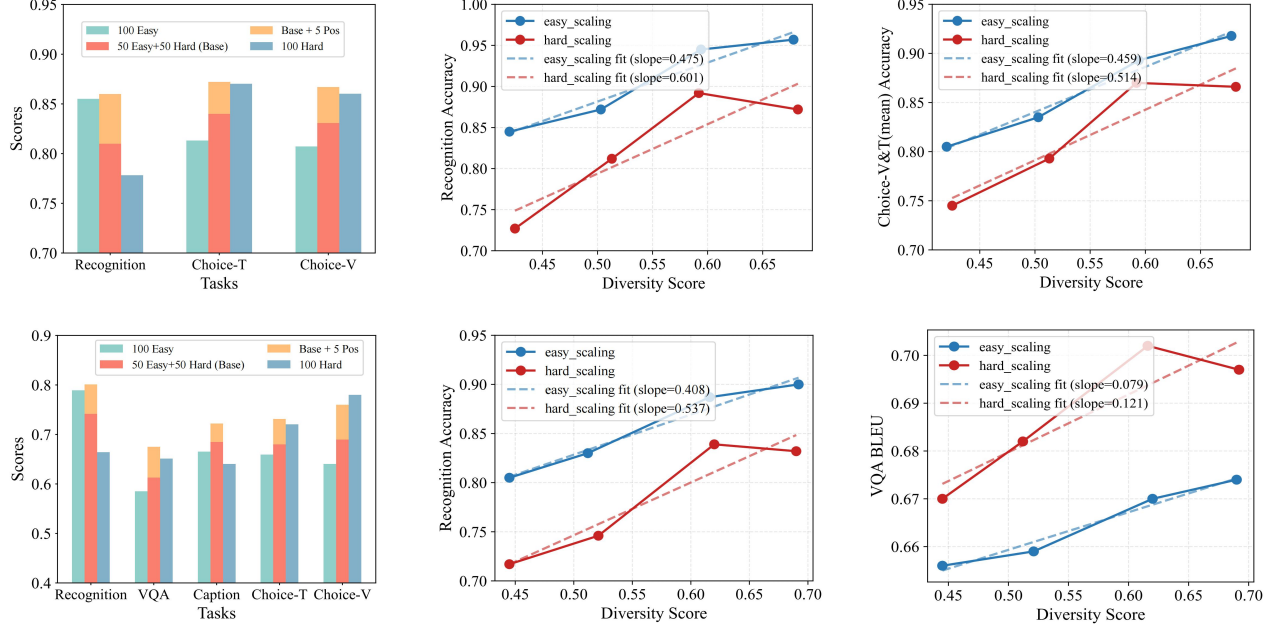 0.95
0.90
0.85
0.80
0.75
0.70
Scores
100 Easy
50 Easy+50 Hard (Base)
Base + 5 Pos
100 Hard
Recognition Choice-T Choice-V
Tasks
1.00
0.95
0.90
0.85
0.80
0.75
0.70
Recognition Accuracy
easy_scaling
hard_scaling
easy_scaling fit (slope=0.475)
hard_scaling fit (slope=0.601)
0.45 0.50 0.55 0.60 0.65
Diversity Score
0.95
0.90
0.85
0.80
0.75
0.70
Choice-V&T(mean) Accuracy
easy_scaling
hard_scaling
easy_scaling fit (slope=0.459)
hard_scaling fit (slope=0.514)
0.45 0.50 0.55 0.60 0.65
Diversity Score
0.9
0.8
0.7
0.6
0.5
0.4
Scores
100 Easy
50 Easy+50 Hard (Base)
Base + 5 Pos
100 Hard
Recognition VQA Caption Choice-T Choice-V
Tasks
0.95
0.90
0.85
0.80
0.75
0.70
Recognition Accuracy
easy_scaling
hard_scaling
easy_scaling fit (slope=0.408)
hard_scaling fit (slope=0.537)
0.45 0.50 0.55 0.60 0.65 0.70
Diversity Score
0.70
0.69
0.68
0.67
0.66
VQA BLEU
easy_scaling
hard_scaling
easy_scaling fit (slope=0.079)
hard_scaling fit (slope=0.121)
0.45 0.50 0.55 0.60 0.65 0.70
Diversity Score